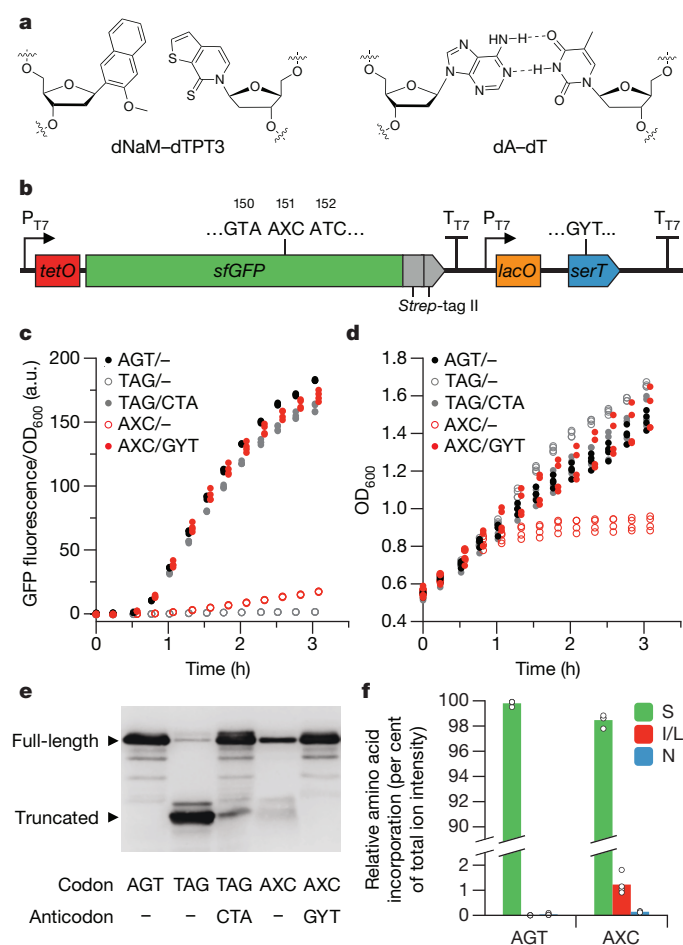 a
S
N
S
HN–H
O
N
N
N
N
N–H
N
N
O
O
O
O
O
O
O
O
O
O
O
O
O
dNaM–dTPT3
dA–dT
b
150 151 152
PT7
…GTA AXC ATC…
TT7
PT7
…GYT…
TT7
tetO
sfGFP
lacO
serT
Strep-tag II
c
GFP fluorescence/OD600 (a.u.)
200
150
100
50
0
AGT/–
TAG/–
TAG/CTA
AXC/–
AXC/GYT
0 1 2 3
Time (h)
d
OD600
1.8
1.6
1.4
1.2
1.0
0.8
0.6
0.4
AGT/–
TAG/–
TAG/CTA
AXC/–
AXC/GYT
0 1 2 3
Time (h)
e
Full-length
Truncated
Codon AGT TAG TAG AXC AXC
Anticodon – – CTA – GYT
f
Relative amino acid
incorporation (per cent
of total ion intensity)
100
98
96
94
92
90
2
1
0
S
I/L
N
AGT AXC